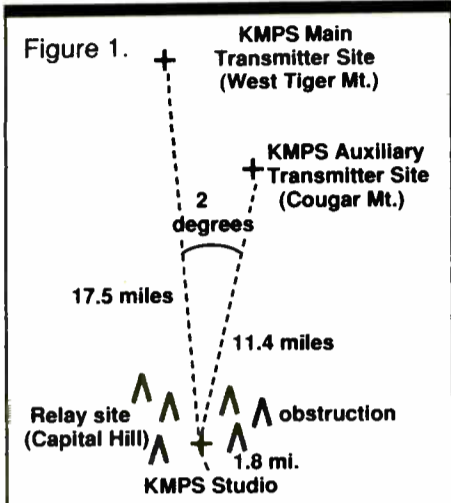 Figure 1.
KMPS Main
Transmitter Site
(West Tiger Mt.)
KMPS Auxiliary
Transmitter Site
(Cougar Mt.)
2
degrees
17.5 miles
11.4 miles
Relay site
(Capital Hill)
obstruction
1.8 mi.
KMPS Studio